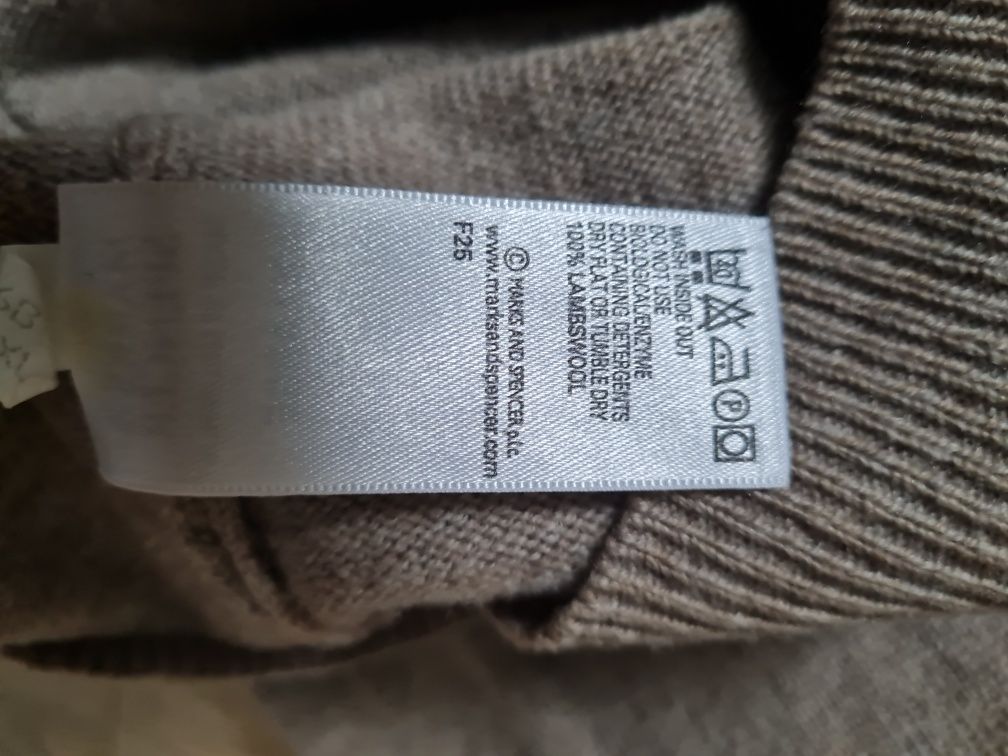 WASH INSIDE OUT
DO NOT USE
BIOLOGICAL/ENZYME
CONTAINING DETERGENTS
DRY FLAT OR TUMBLE DRY
100% LAMBSWOOL
© MARKS AND SPENCER p.l.c.
www.marksandspencer.com
F25